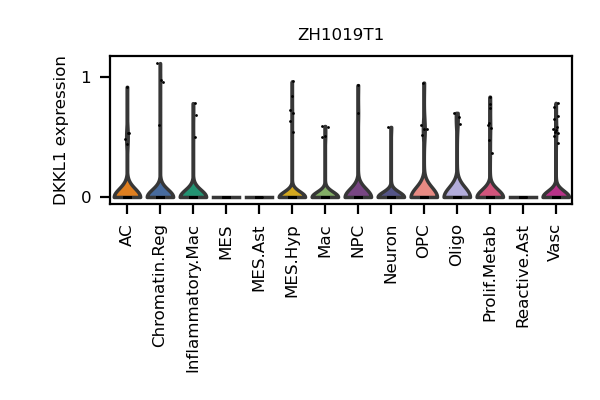 ZH1019T1
DKKL1 expression
1
0
AC
Chromatin.Reg
Inflammatory.Mac
MES
MES.Ast
MES.Hyp
Mac
NPC
Neuron
OPC
Oligo
Prolif.Metab
Reactive.Ast
Vasc